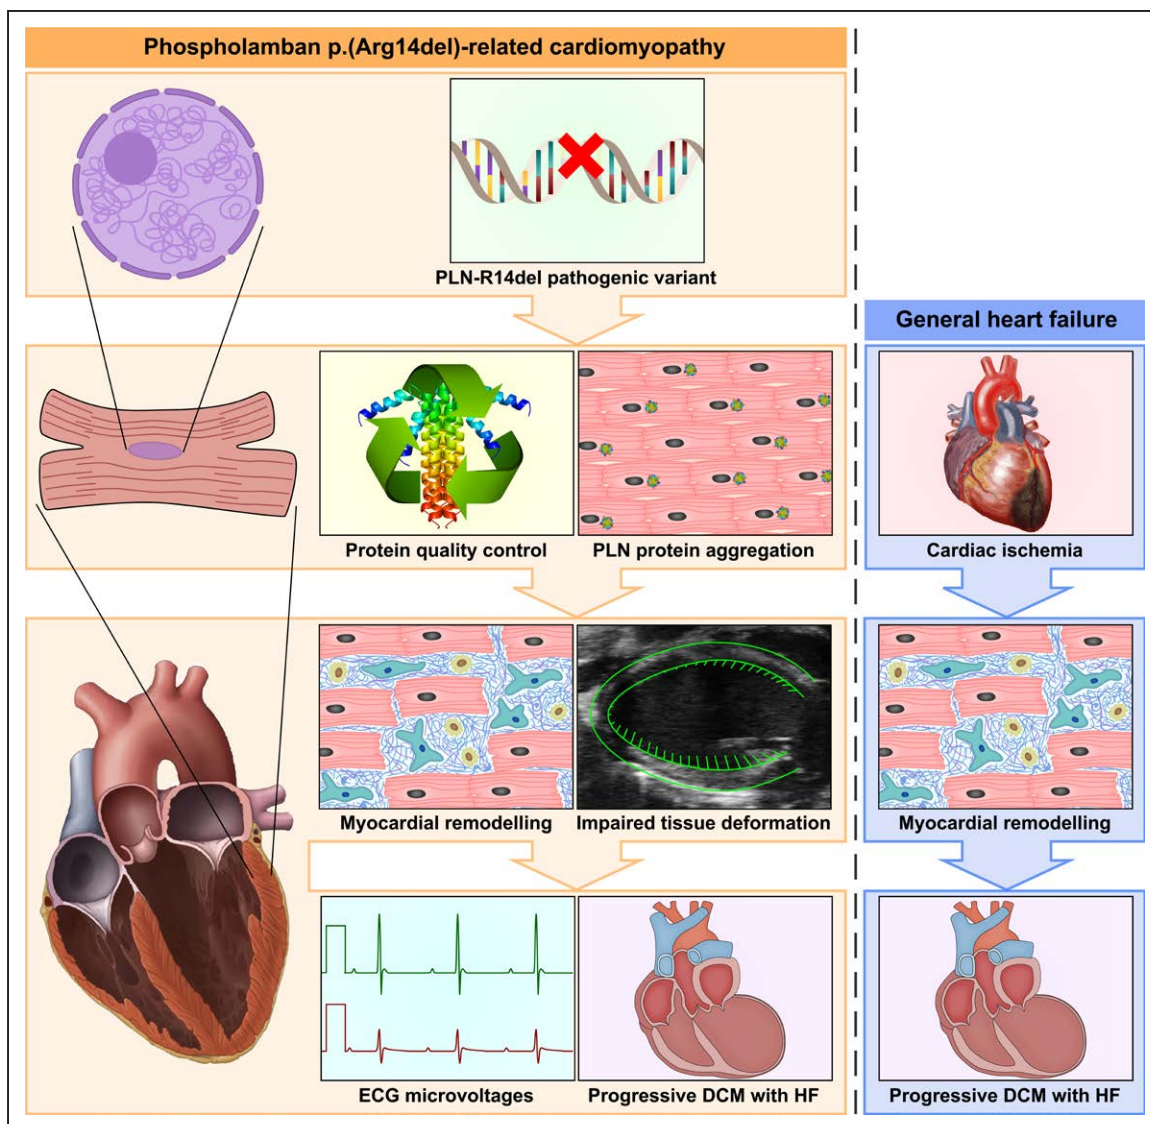 Phospholamban p.(Arg14del)-related cardiomyopathy
PLN-R14del pathogenic variant
General heart failure
Protein quality control
PLN protein aggregation
Cardiac ischemia
Myocardial remodelling
Impaired tissue deformation
Myocardial remodelling
ECG microvoltages
Progressive DCM with HF
Progressive DCM with HF